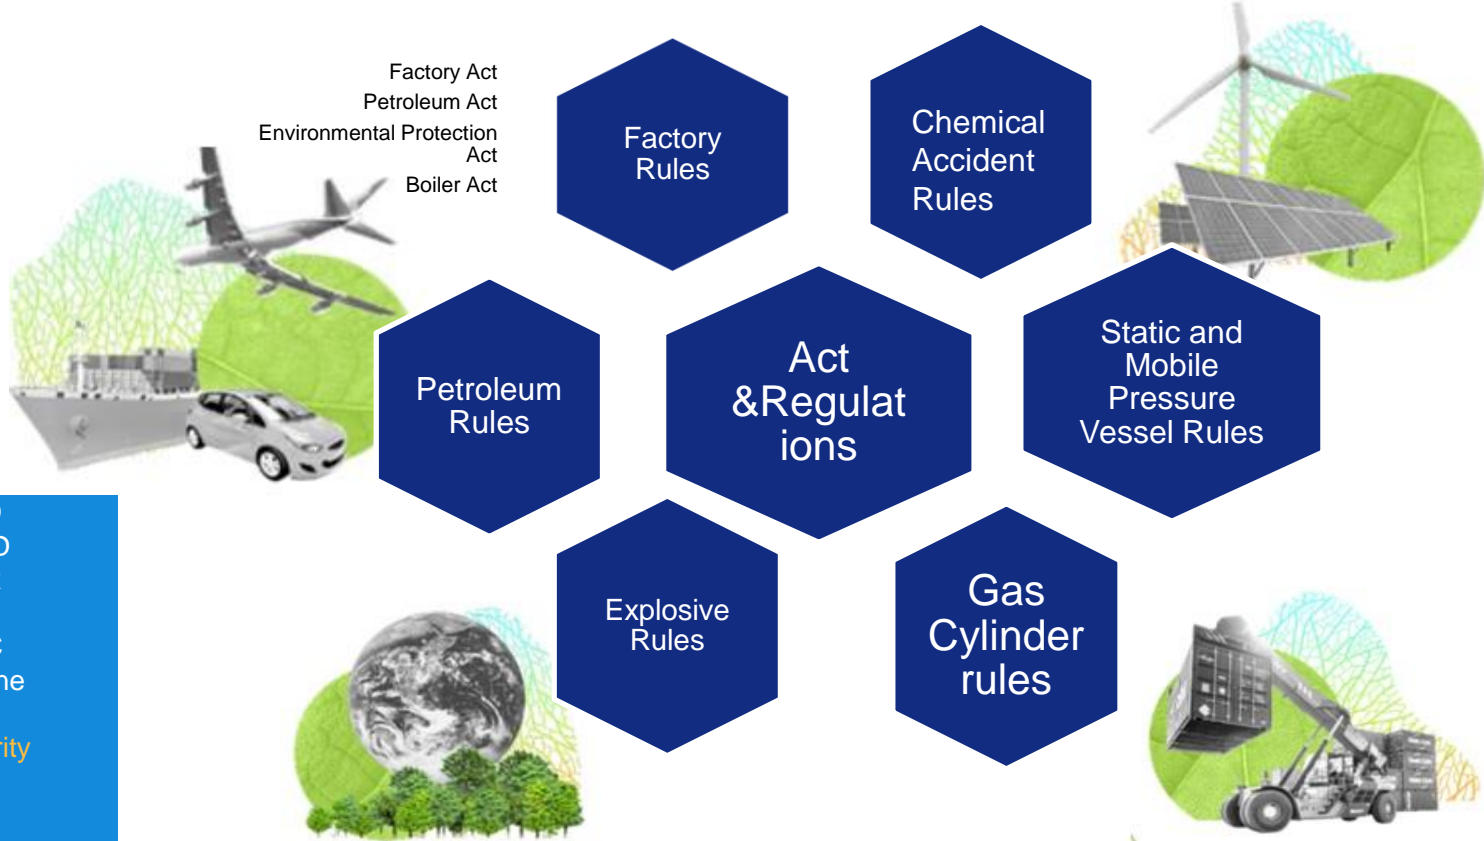 Factory Act
Petroleum Act
Environmental Protection
Act
Boiler Act
Factory
Rules
Chemical
Accident
Rules
Petroleum
Rules
Act
&Regulat
ions
Static and
Mobile
Pressure
Vessel Rules
Explosive
Rules
Gas
Cylinder
rules